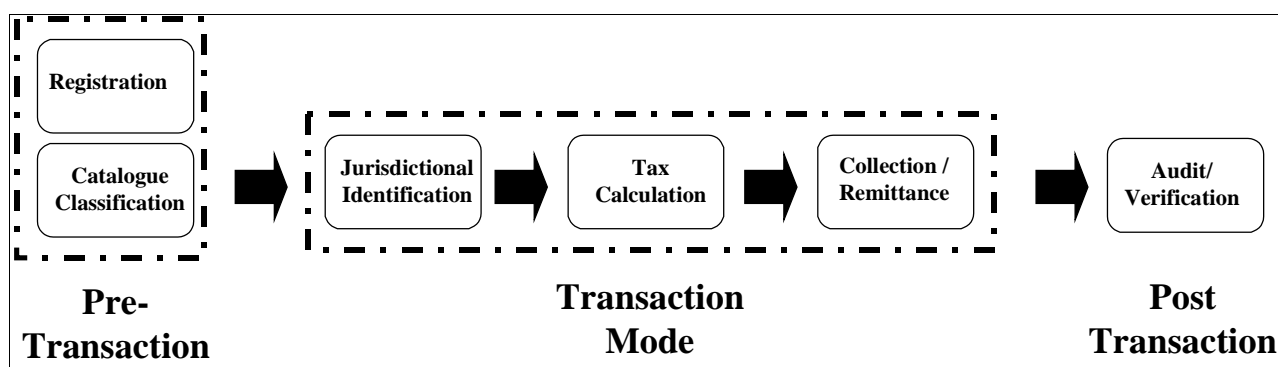 Registration
Catalogue
Classification
Jurisdictional
Identification
Tax
Calculation
Collection /
Remittance
Audit/
Verification
Pre-
Transaction
Transaction
Mode
Post
Transaction